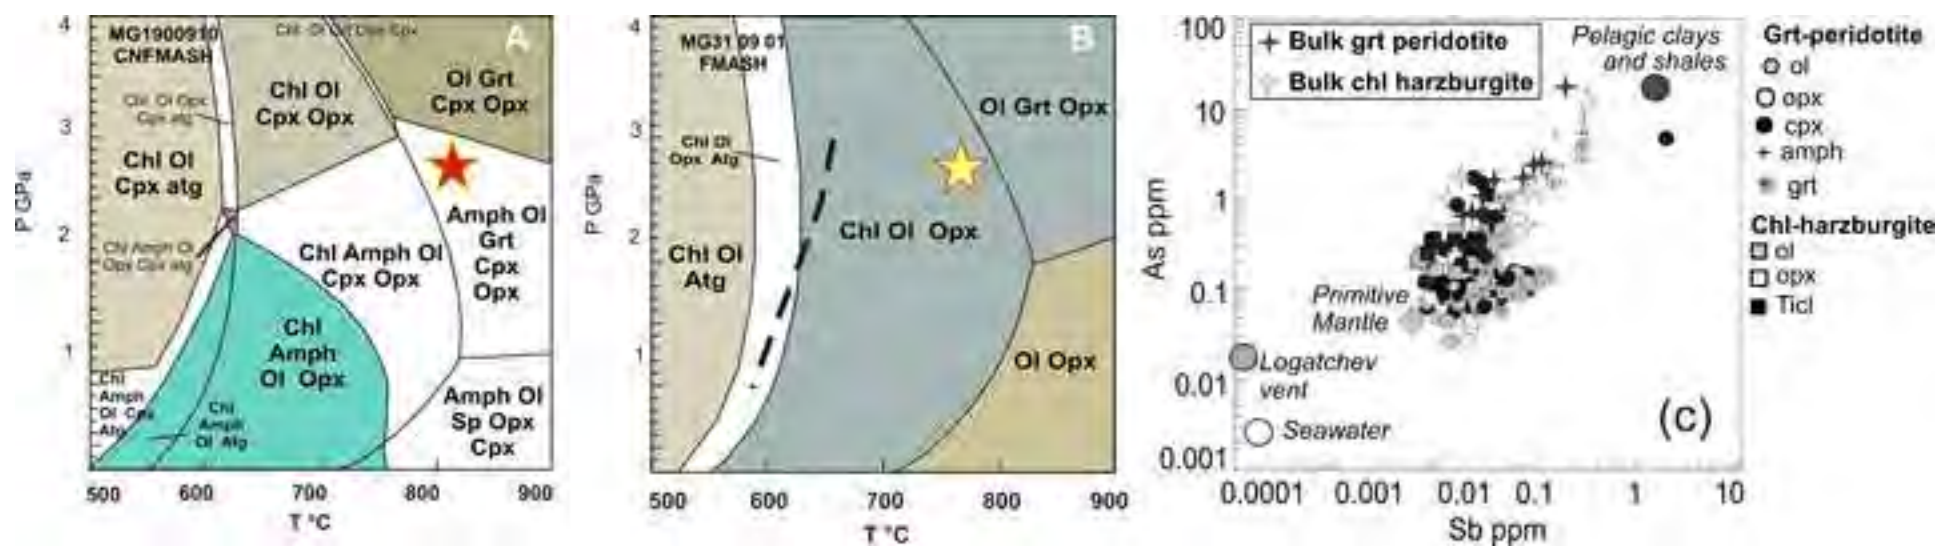 4
MG1900910
CNFMASH
A
Chl Ol
Cpx Opx
Ol Grt
Cpx Opx
Chl Ol Opx
Cpx atg
3
Chl Ol
Cpx atg
P GPa
2
Amph Ol
Grt
Cpx
Opx
Chl Amph Ol
Opx Cpx atg
Chl Amph Ol
Cpx Opx
1
Chl
Amph
Ol Opx
Chl
Amph
Ol Cpx
Atg
Chl
Amph
Ol Atg
Amph Ol
Sp Opx
Cpx
500 600 700 800 900
T °C
4
MG31 09 01
FMASH
B
Ol Grt Opx
3
Chl Ol
Opx Atg
P GPa
2
Chl Ol Opx
Chl Ol
Atg
1
Ol Opx
500 600 700 800 900
T °C
100
Bulk grt peridotite
Bulk chl harzburgite
Pelagic clays
and shales
10
As ppm
1
0.1
Primitive
Mantle
Logatchev
vent
0.01
Seawater
(c)
0.001
0.0001 0.001 0.01 0.1 1 10
Sb ppm
Grt-peridotite
ol
opx
cpx
amph
grt
Chl-harzburgite
ol
opx
Ticl